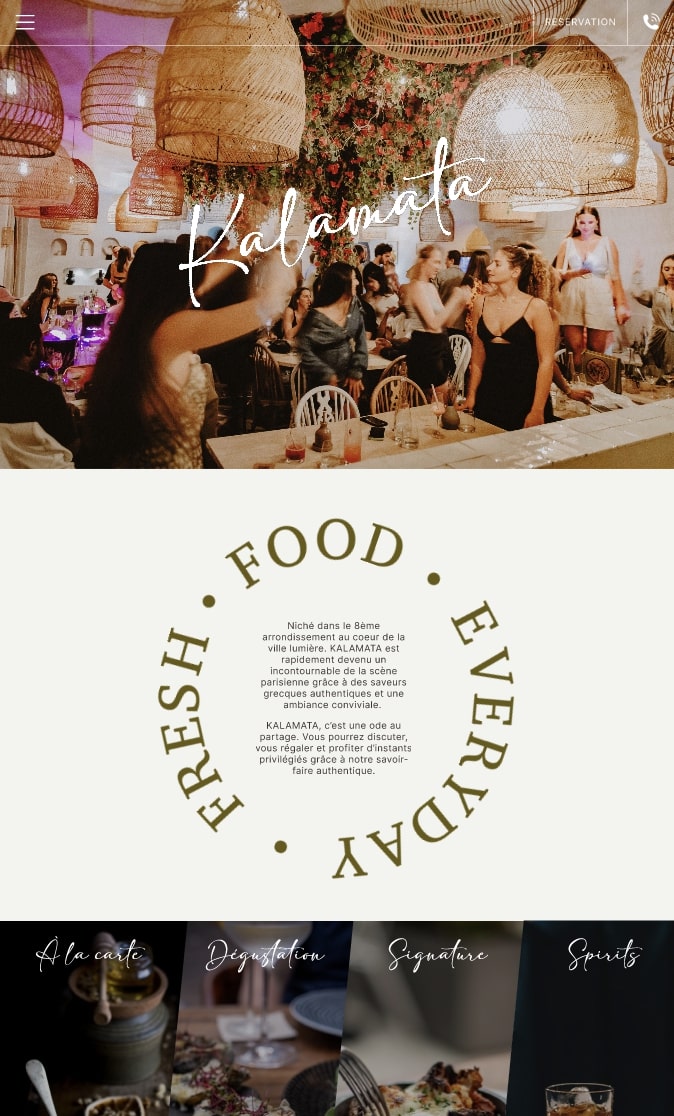 RESERVATION
Kalamata
FRESH • FOOD • EVERYDAY •
Niché dans le 8ème
arrondissement au coeur de la
ville lumière. KALAMATA est
rapidement devenu un
incontournable de la scène
parisienne grâce à des saveurs
grecques authentiques et une
ambiance conviviale.
KALAMATA, c'est une ode au
partage. Vous pourrez discuter,
vous régaler et profiter d'instants
privilégiés grâce à notre savoir-
faire authentique.
À la carte
Dégustation
Signature
Spirits